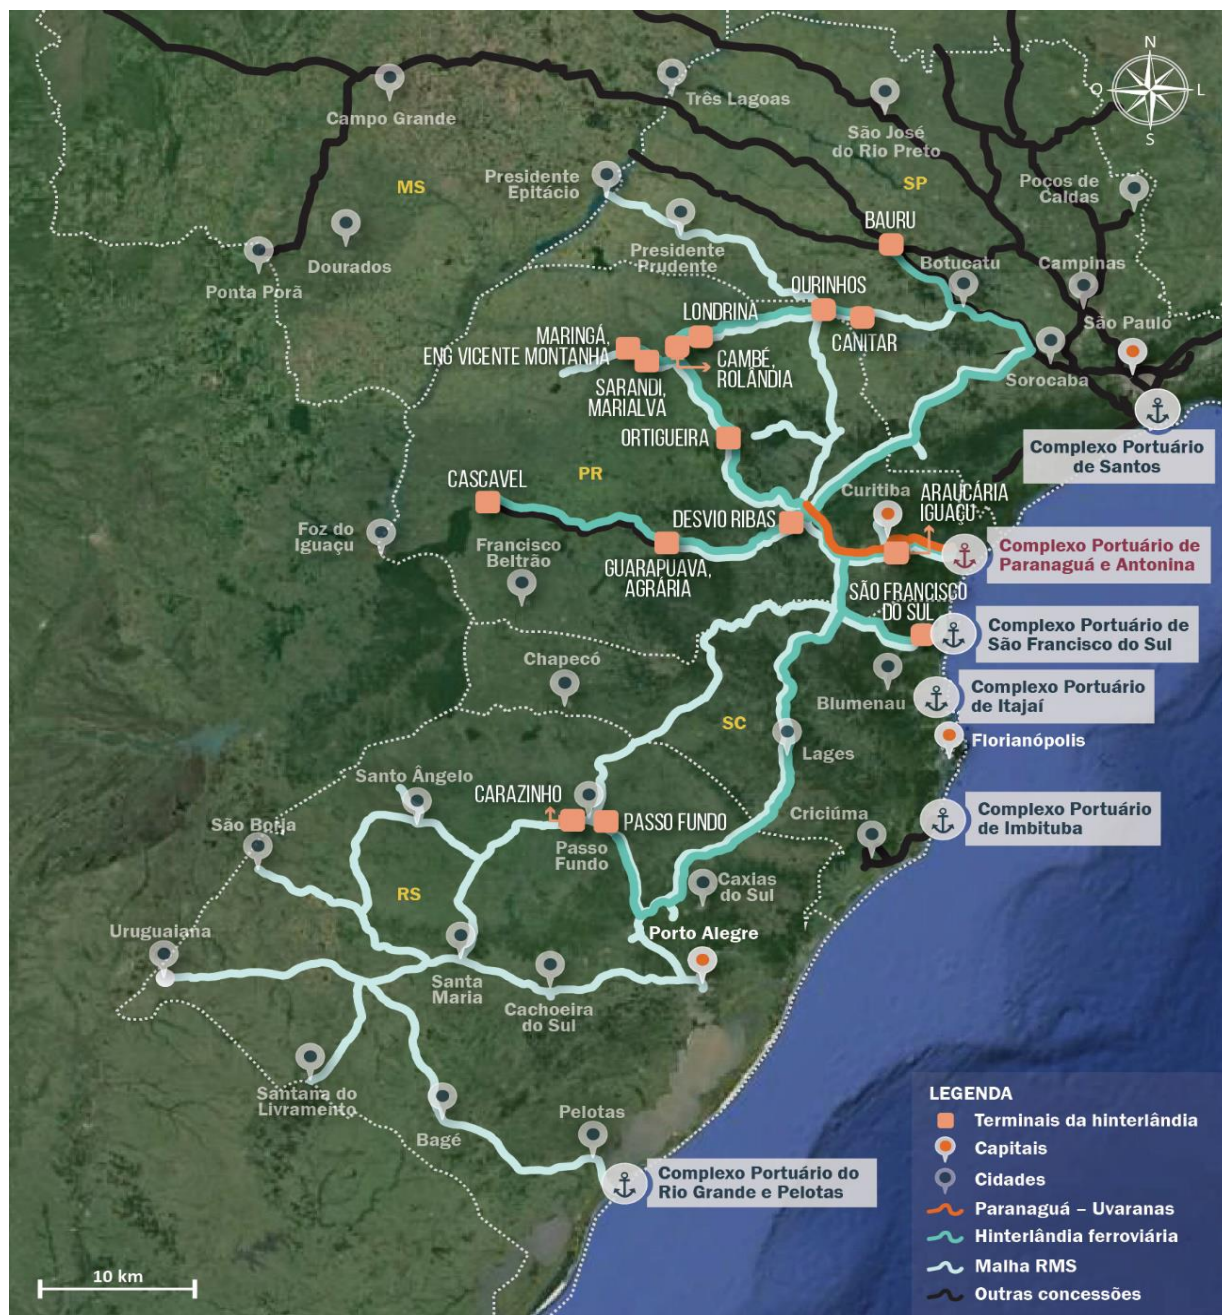 N
O
L
S
Campo Grande
Três Lagoas
São José
do Rio Preto
Presidente
Epitácio
MS
SP
Poços de
Caldas
BAURU
Dourados
Presidente
Prudente
Botucatu
Campinas
Ponta Porã
OURINHOS
LONDRINA
São Paulo
MARINGÁ,
ENG VICENTE MONTANHA
CANITAR
CAMBÉ,
ROLÂNDIA
Sorocaba
SARANDI,
MARIALVA
ORTIGUEIRA
Complexo Portuário
de Santos
PR
CASCAVEL
Curitiba
ARAUCÁRIA
IGUAÇU
DESVIO RIBAS
Foz do
Iguaçu
Francisco
Beltrão
Complexo Portuário de
Paranaguá e Antonina
GUARAPUAVA,
AGRÁRIA
SÃO FRANCISCO
DO SUL
Complexo Portuário de
São Francisco do Sul
Chapecó
Blumenau
Complexo Portuário
de Itajaí
SC
Lages
Florianópolis
Santo Ângelo
CARAZINHO
Criciúma
Complexo Portuário
de Imbituba
São Borja
PASSO FUNDO
Passo
Fundo
RS
Caxias
do Sul
Uruguaiana
Porto Alegre
Santa
Maria
Cachoeira
do Sul
Santana do
Livramento
Bagé
Pelotas
Complexo Portuário do
Rio Grande e Pelotas
LEGENDA
Terminais da hinterlândia
Capitais
Cidades
Paranaguá – Uvaranas
Hinterlândia ferroviária
Malha RMS
Outras concessões
10 km